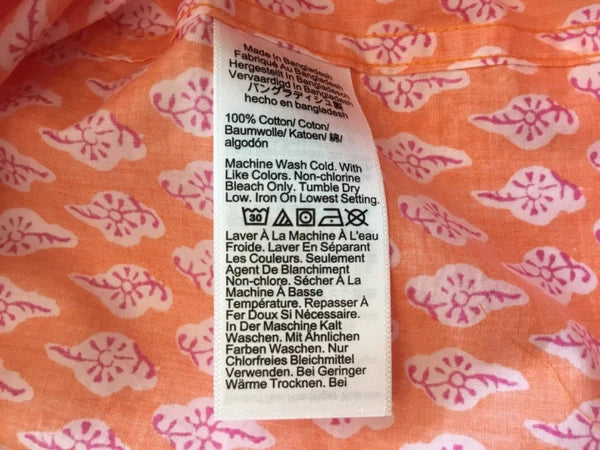 Made In Bangladesh
Fabriqué Au Bangladesh
Hergestellt In Bangladesh
Vervaardigd In Bangladesh
バングラディシュ製
hecho en bangladesh
100% Cotton/ Coton/
Baumwolle/ Katoen/ 綿/
algodón
Machine Wash Cold. With
Like Colors. Non-chlorine
Bleach Only. Tumble Dry
Low. Iron On Lowest Setting.
30
Laver À La Machine À L'eau
Froide. Laver En Séparant
Les Couleurs. Seulement
Agent De Blanchiment
Non-chlore. Sécher À La
Machine À Basse
Température. Repasser À
Fer Doux Si Nécessaire.
In Der Maschine Kalt
Waschen. Mit Ähnlichen
Farben Waschen. Nur
Chlorfreies Bleichmittel
Verwenden. Bei Geringer
Wärme Trocknen. Bei